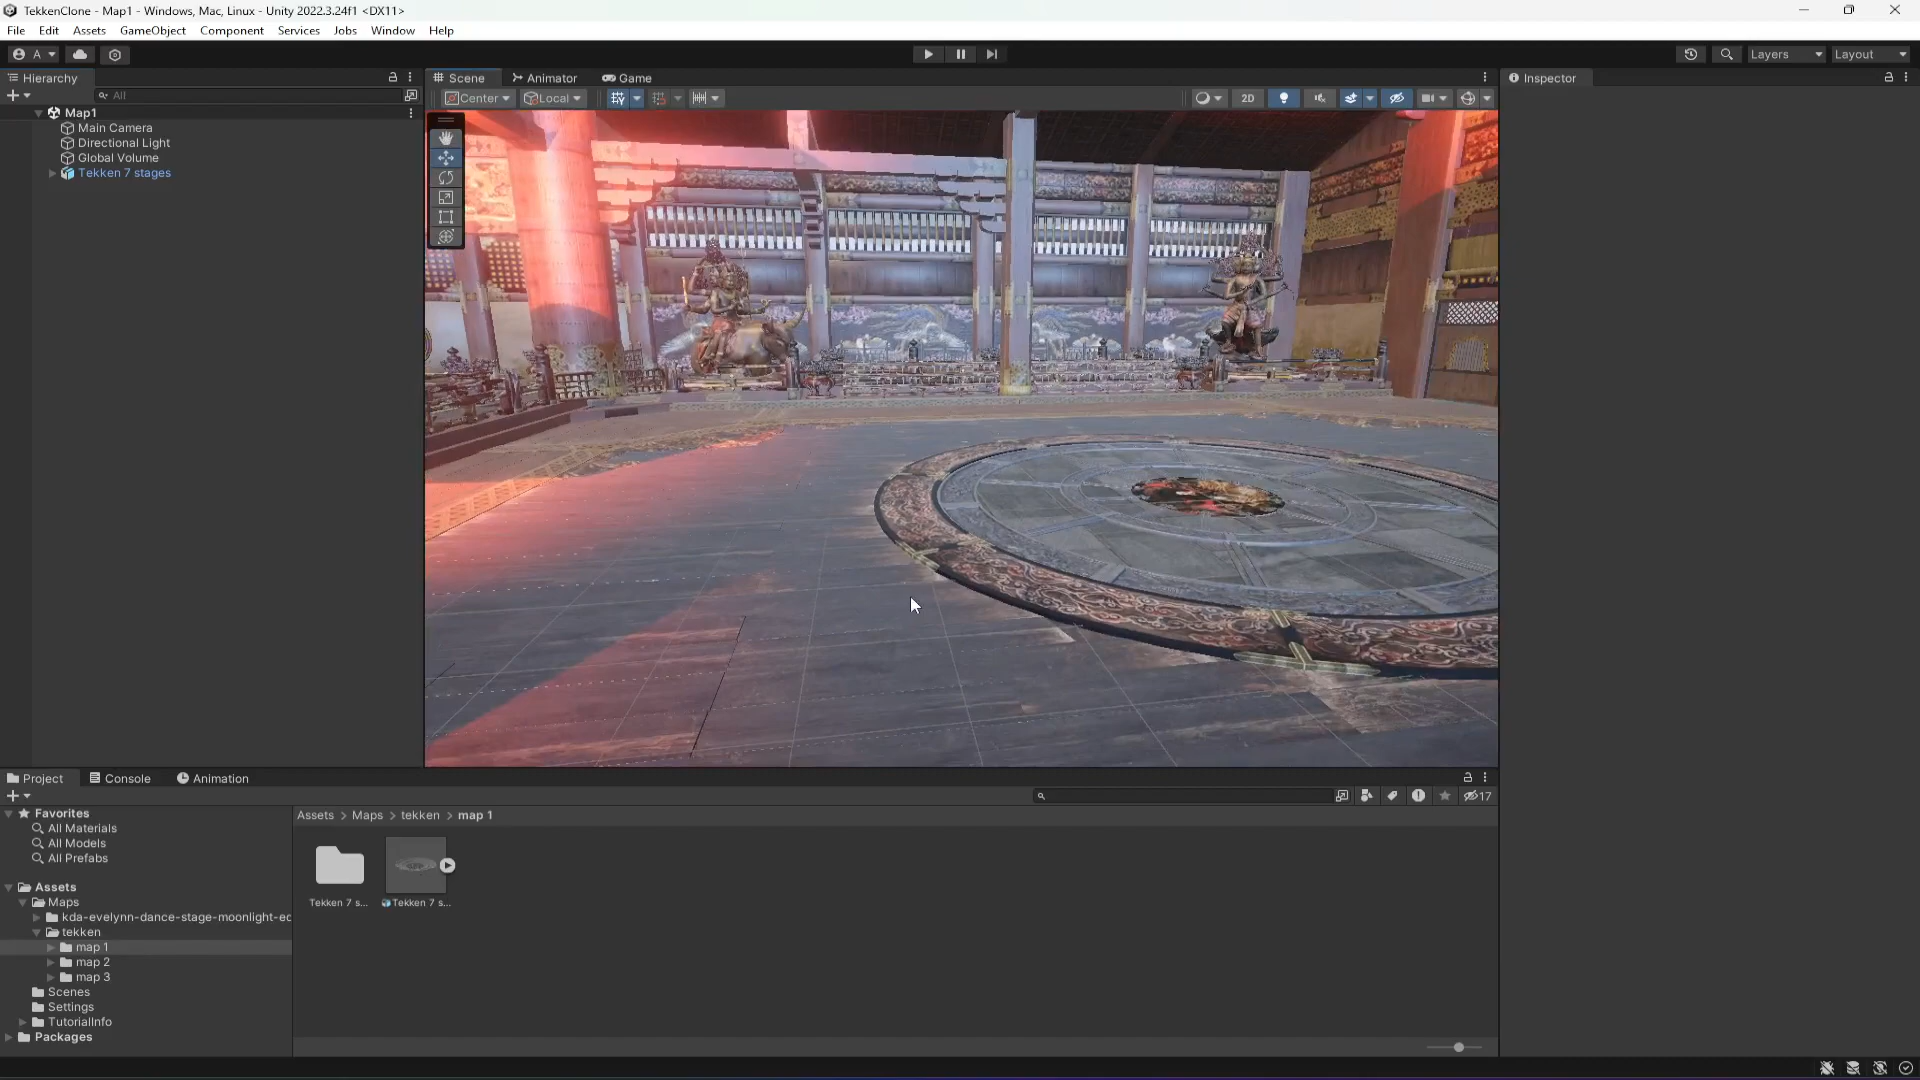 TekkenClone - Map1 - Windows, Mac, Linux - Unity 2022.3.24f1 <DX11>
File Edit Assets GameObject Component Services Jobs Window Help
A Layers Layout
Hierarchy Scene Animator Game Inspector
All Center Local 2D
Map1
Main Camera
Directional Light
Global Volume
Tekken 7 stages
Project Console Animation
17
Favorites
All Materials
All Models
All Prefabs
Assets
Maps
kda-evelynn-dance-stage-moonlight-ec
tekken
map 1
map 2
map 3
Scenes
Settings
TutorialInfo
Packages
Assets > Maps > tekken > map 1
Tekken 7 s... Tekken 7 s...